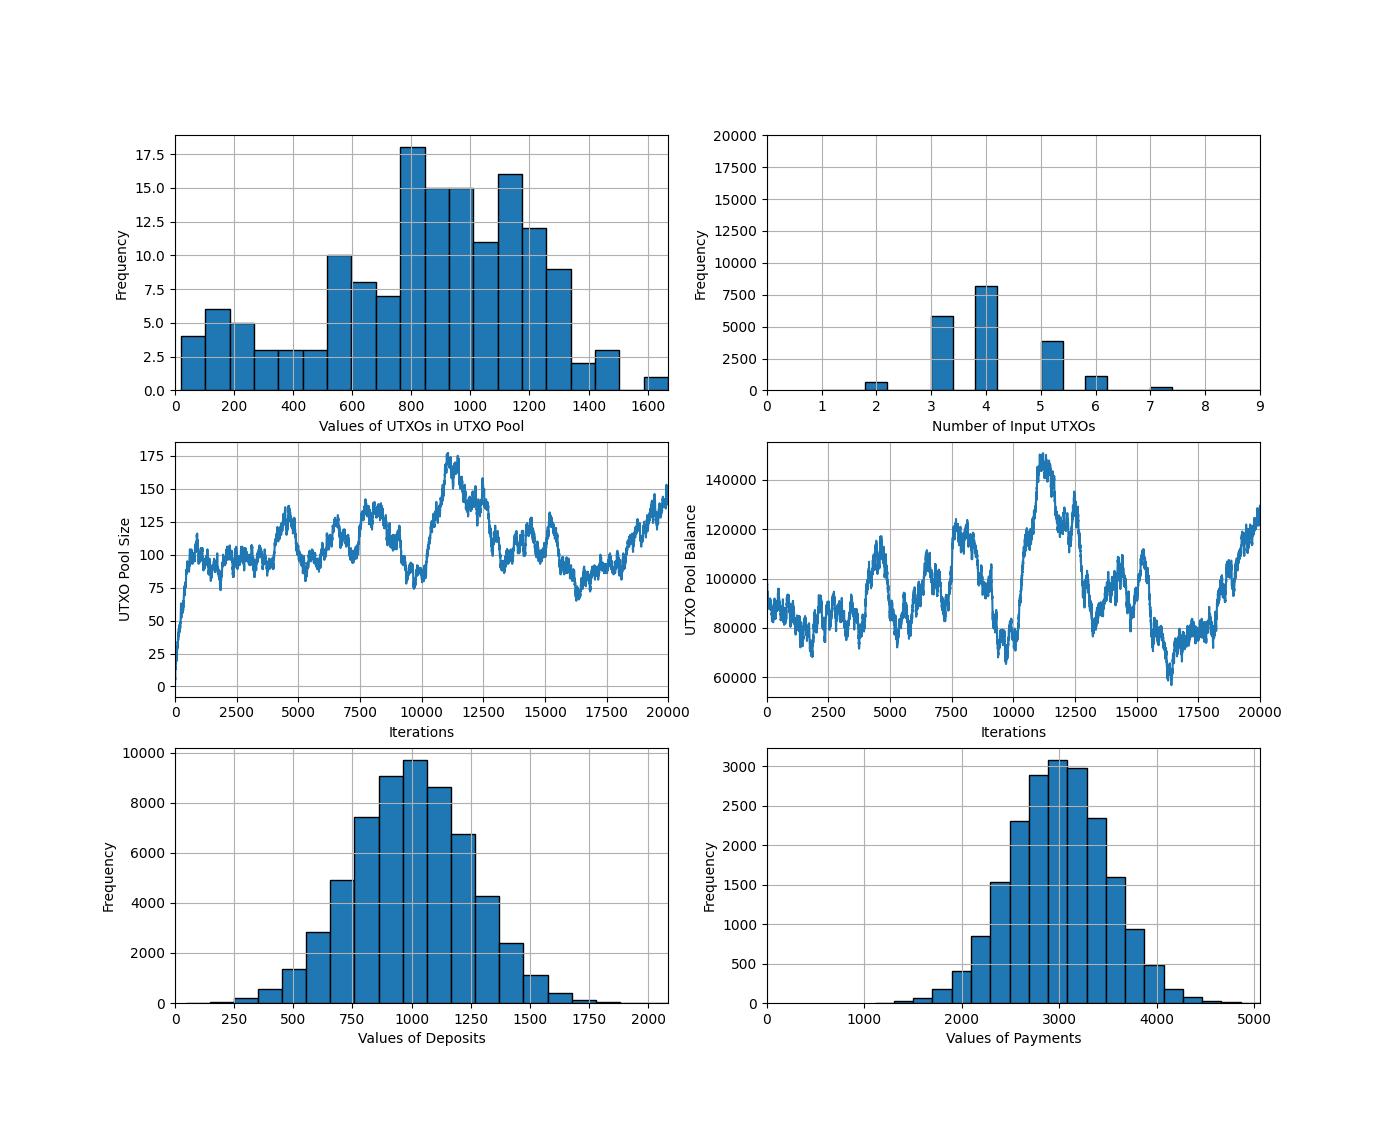 17.5
15.0
12.5
10.0
7.5
5.0
2.5
0.0
Frequency
0 200 400 600 800 1000 1200 1400 1600
Values of UTXOs in UTXO Pool
20000
17500
15000
12500
10000
7500
5000
2500
0
Frequency
0 1 2 3 4 5 6 7 8 9
Number of Input UTXOs
175
150
125
100
75
50
25
0
UTXO Pool Size
0 2500 5000 7500 10000 12500 15000 17500 20000
Iterations
140000
120000
100000
80000
60000
UTXO Pool Balance
0 2500 5000 7500 10000 12500 15000 17500 20000
Iterations
10000
8000
6000
4000
2000
0
Frequency
0 250 500 750 1000 1250 1500 1750 2000
Values of Deposits
3000
2500
2000
1500
1000
500
0
Frequency
0 1000 2000 3000 4000 5000
Values of Payments